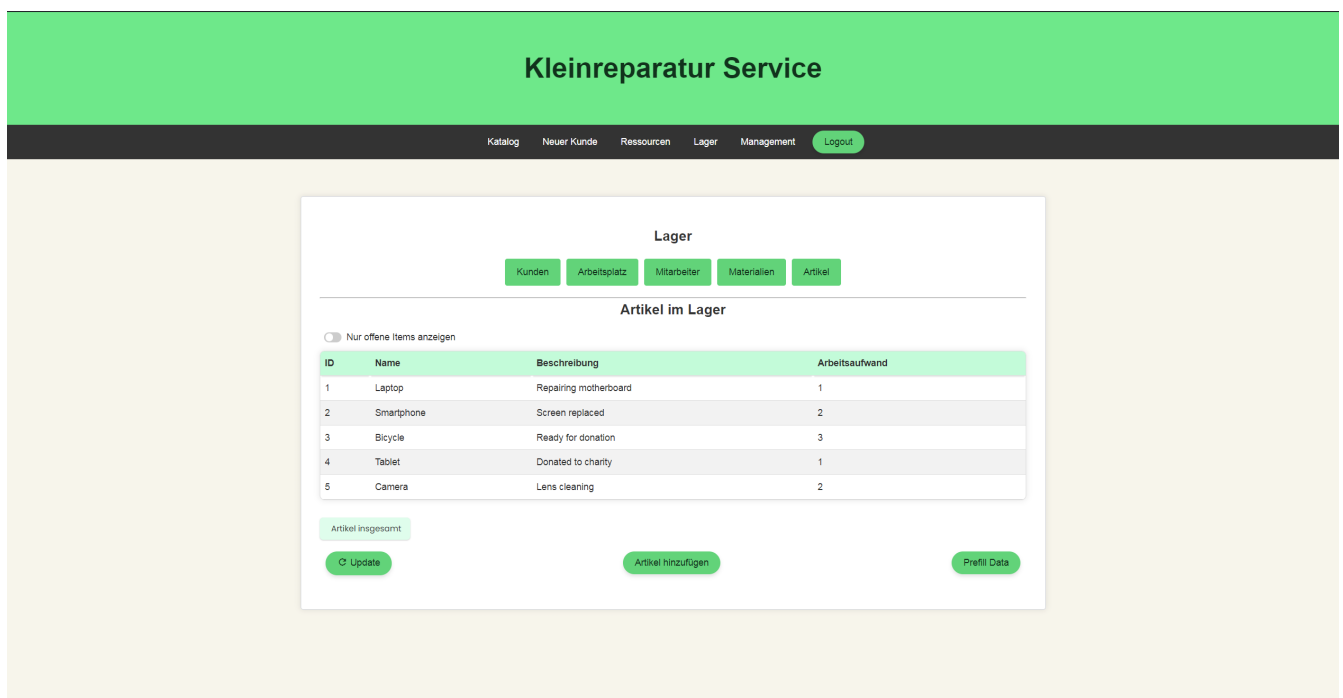 Kleinreparatur Service
Katalog Neuer Kunde Ressourcen Lager Management Logout
Lager
Kunden Arbeitsplatz Mitarbeiter Materialien Artikel
Artikel im Lager
Nur offene Items anzeigen
ID Name Beschreibung Arbeitsaufwand
1 Laptop Repairing motherboard 1
2 Smartphone Screen replaced 2
3 Bicycle Ready for donation 3
4 Tablet Donated to charity 1
5 Camera Lens cleaning 2
Artikel insgesamt
Update Artikel hinzufügen Prefill Data